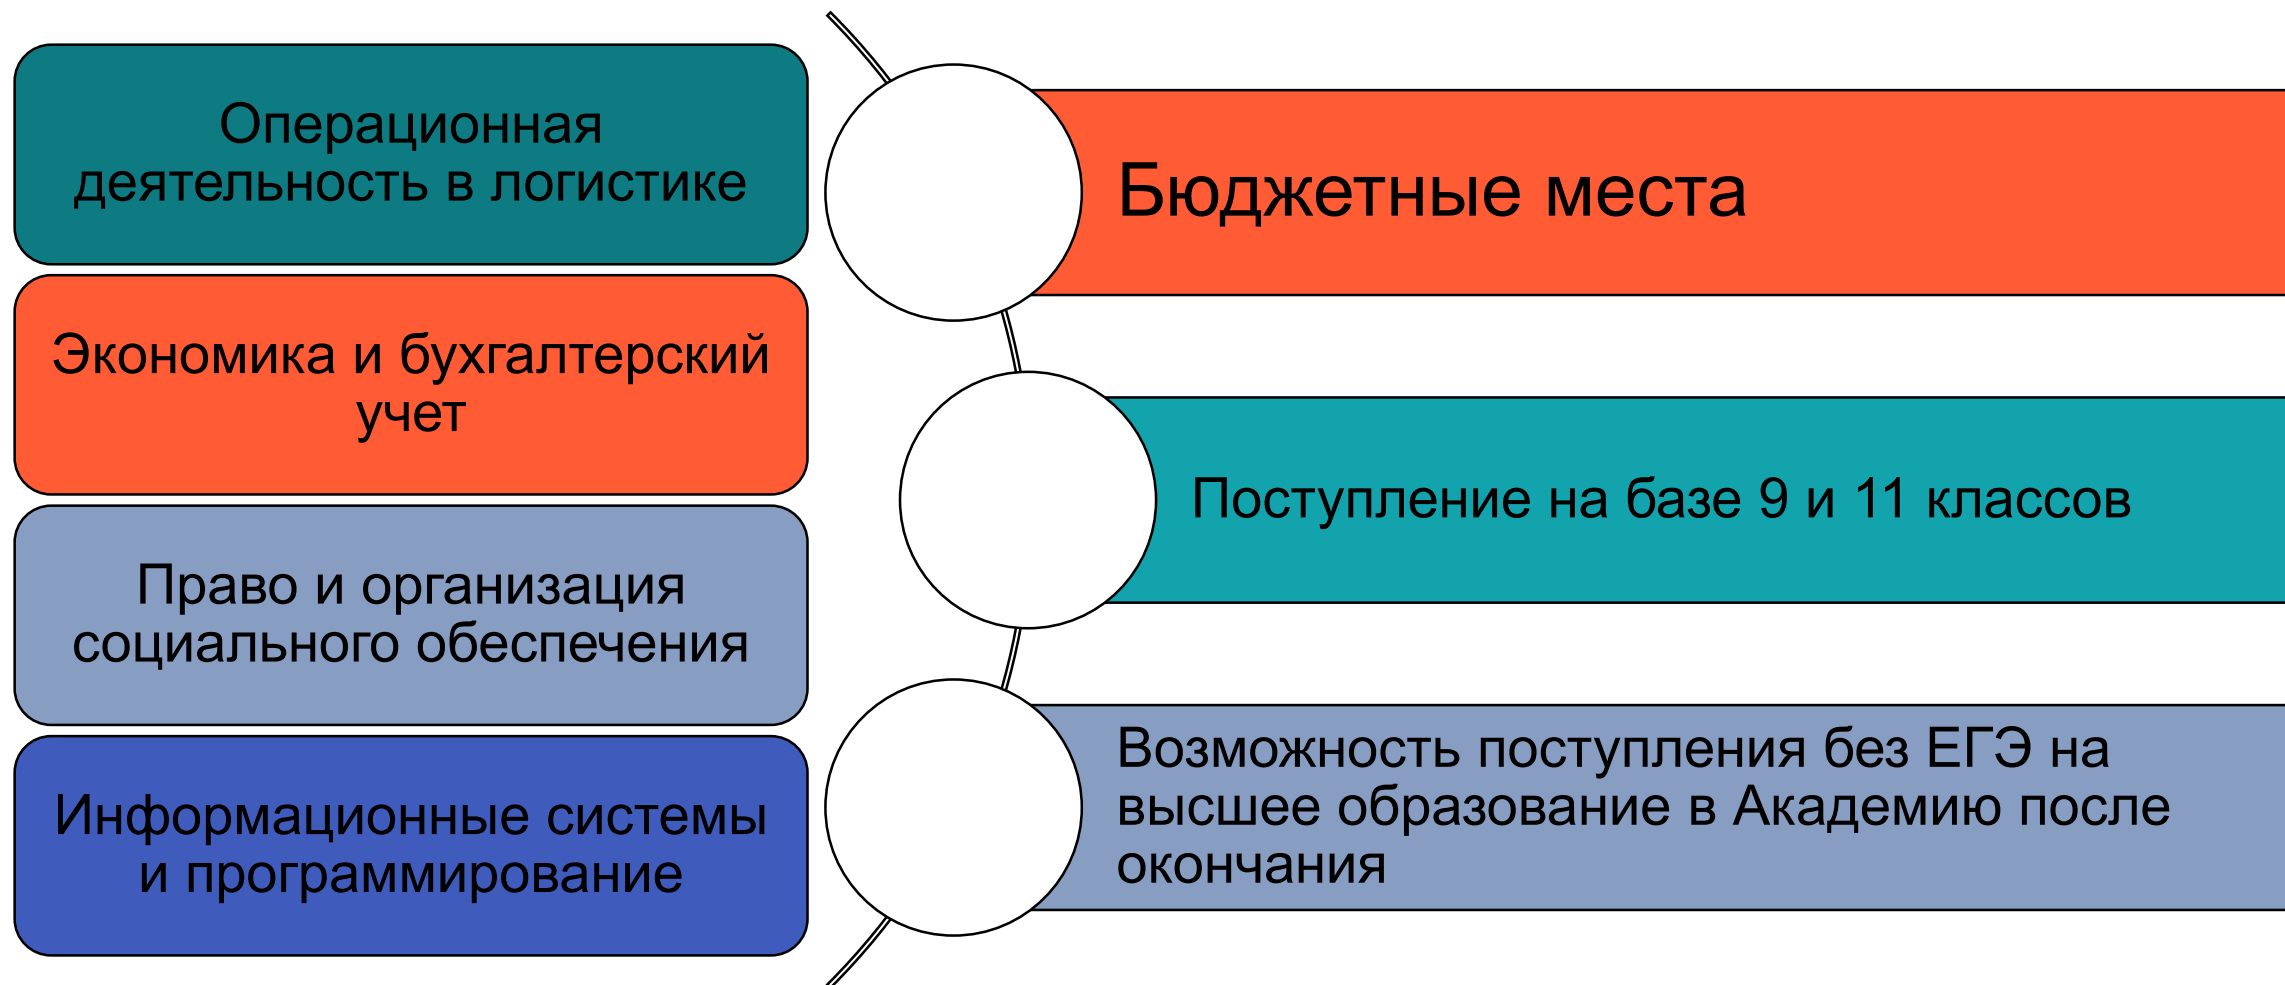 Операционная
деятельность в логистике
Экономика и бухгалтерский
учет
Право и организация
социального обеспечения
Информационные системы
и программирование
Бюджетные места
Поступление на базе 9 и 11 классов
Возможность поступления без ЕГЭ на
высшее образование в Академию после
окончания